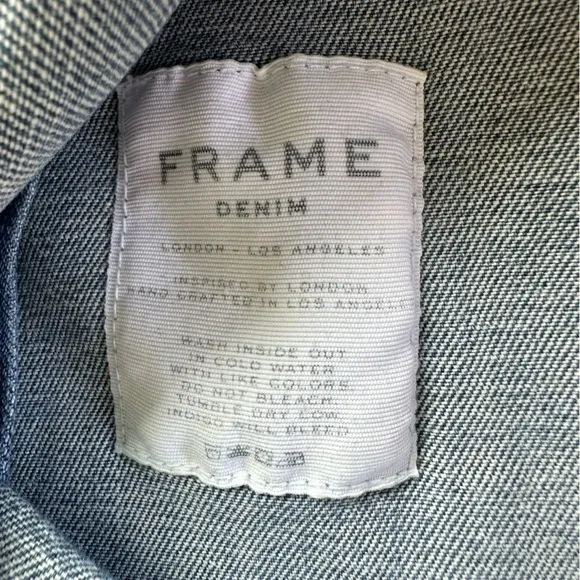 FRAME
DENIM
LONDON - LOS ANGELES
INSPIRED BY LONDON
HAND CRAFTED IN LOS ANGELES
WASH INSIDE OUT
IN COLD WATER
WITH LIKE COLORS.
DO NOT BLEACH.
TUMBLE DRY LOW.
INDIGO WILL BLEED.